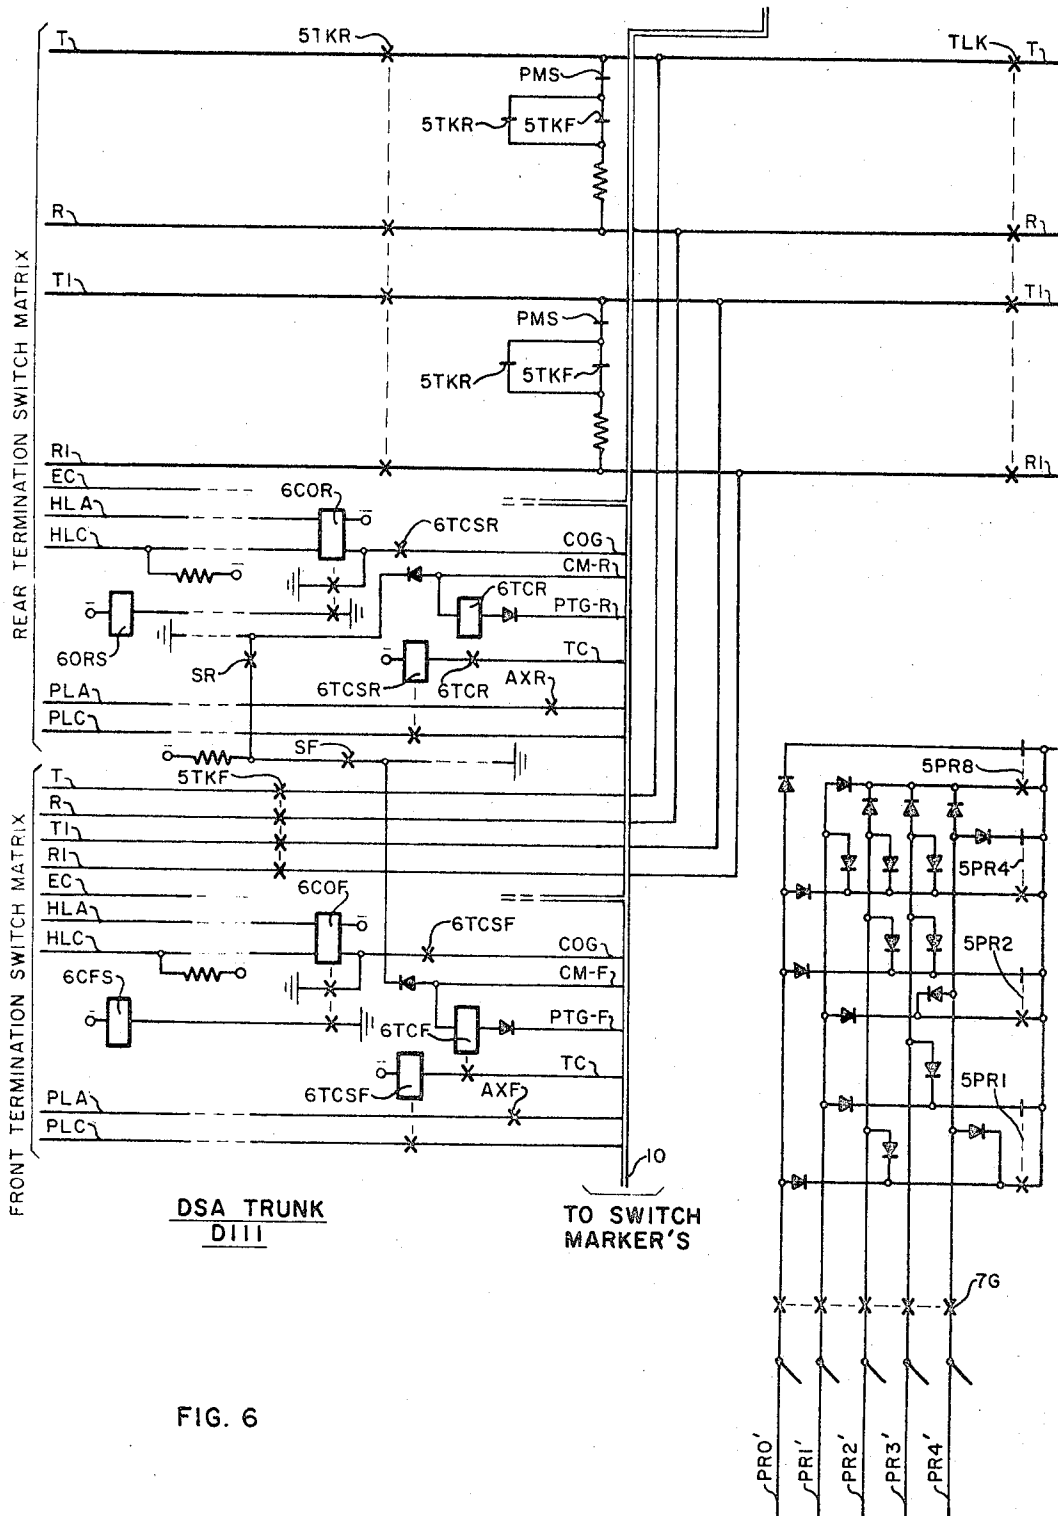 T
5TKR
TLK
T
PMS
5TKR
5TKF
R
R
T1
T1
PMS
5TKR
5TKF
R1
R1
EC
6COR
HLA
6TCSR
HLC
COG
CM-R
6TCR
PTG-R
6ORS
SR
6TCSR
6TCR
TC
AXR
PLA
PLC
SF
REAR TERMINATION SWITCH MATRIX
T
5TKF
R
T1
R1
EC
6COF
HLA
6TCSF
HLC
COG
6CFS
CM-F
6TCF
PTG-F
6TCSF
TC
AXF
PLA
PLC
FRONT TERMINATION SWITCH MATRIX
5PR8
5PR4
5PR2
5PR1
10
DSA TRUNK
D111
TO SWITCH
MARKER'S
7G
FIG. 6
PR0'
PR1'
PR2'
PR3'
PR4'